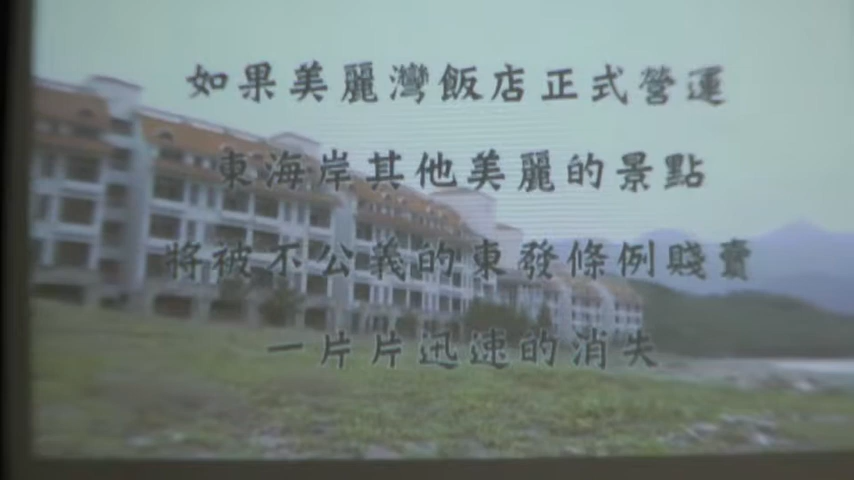 如果美麗灣飯店正式營運
東海岸其他美麗的景點
將被不公義的東發條例賤賣
一片片迅速的消失